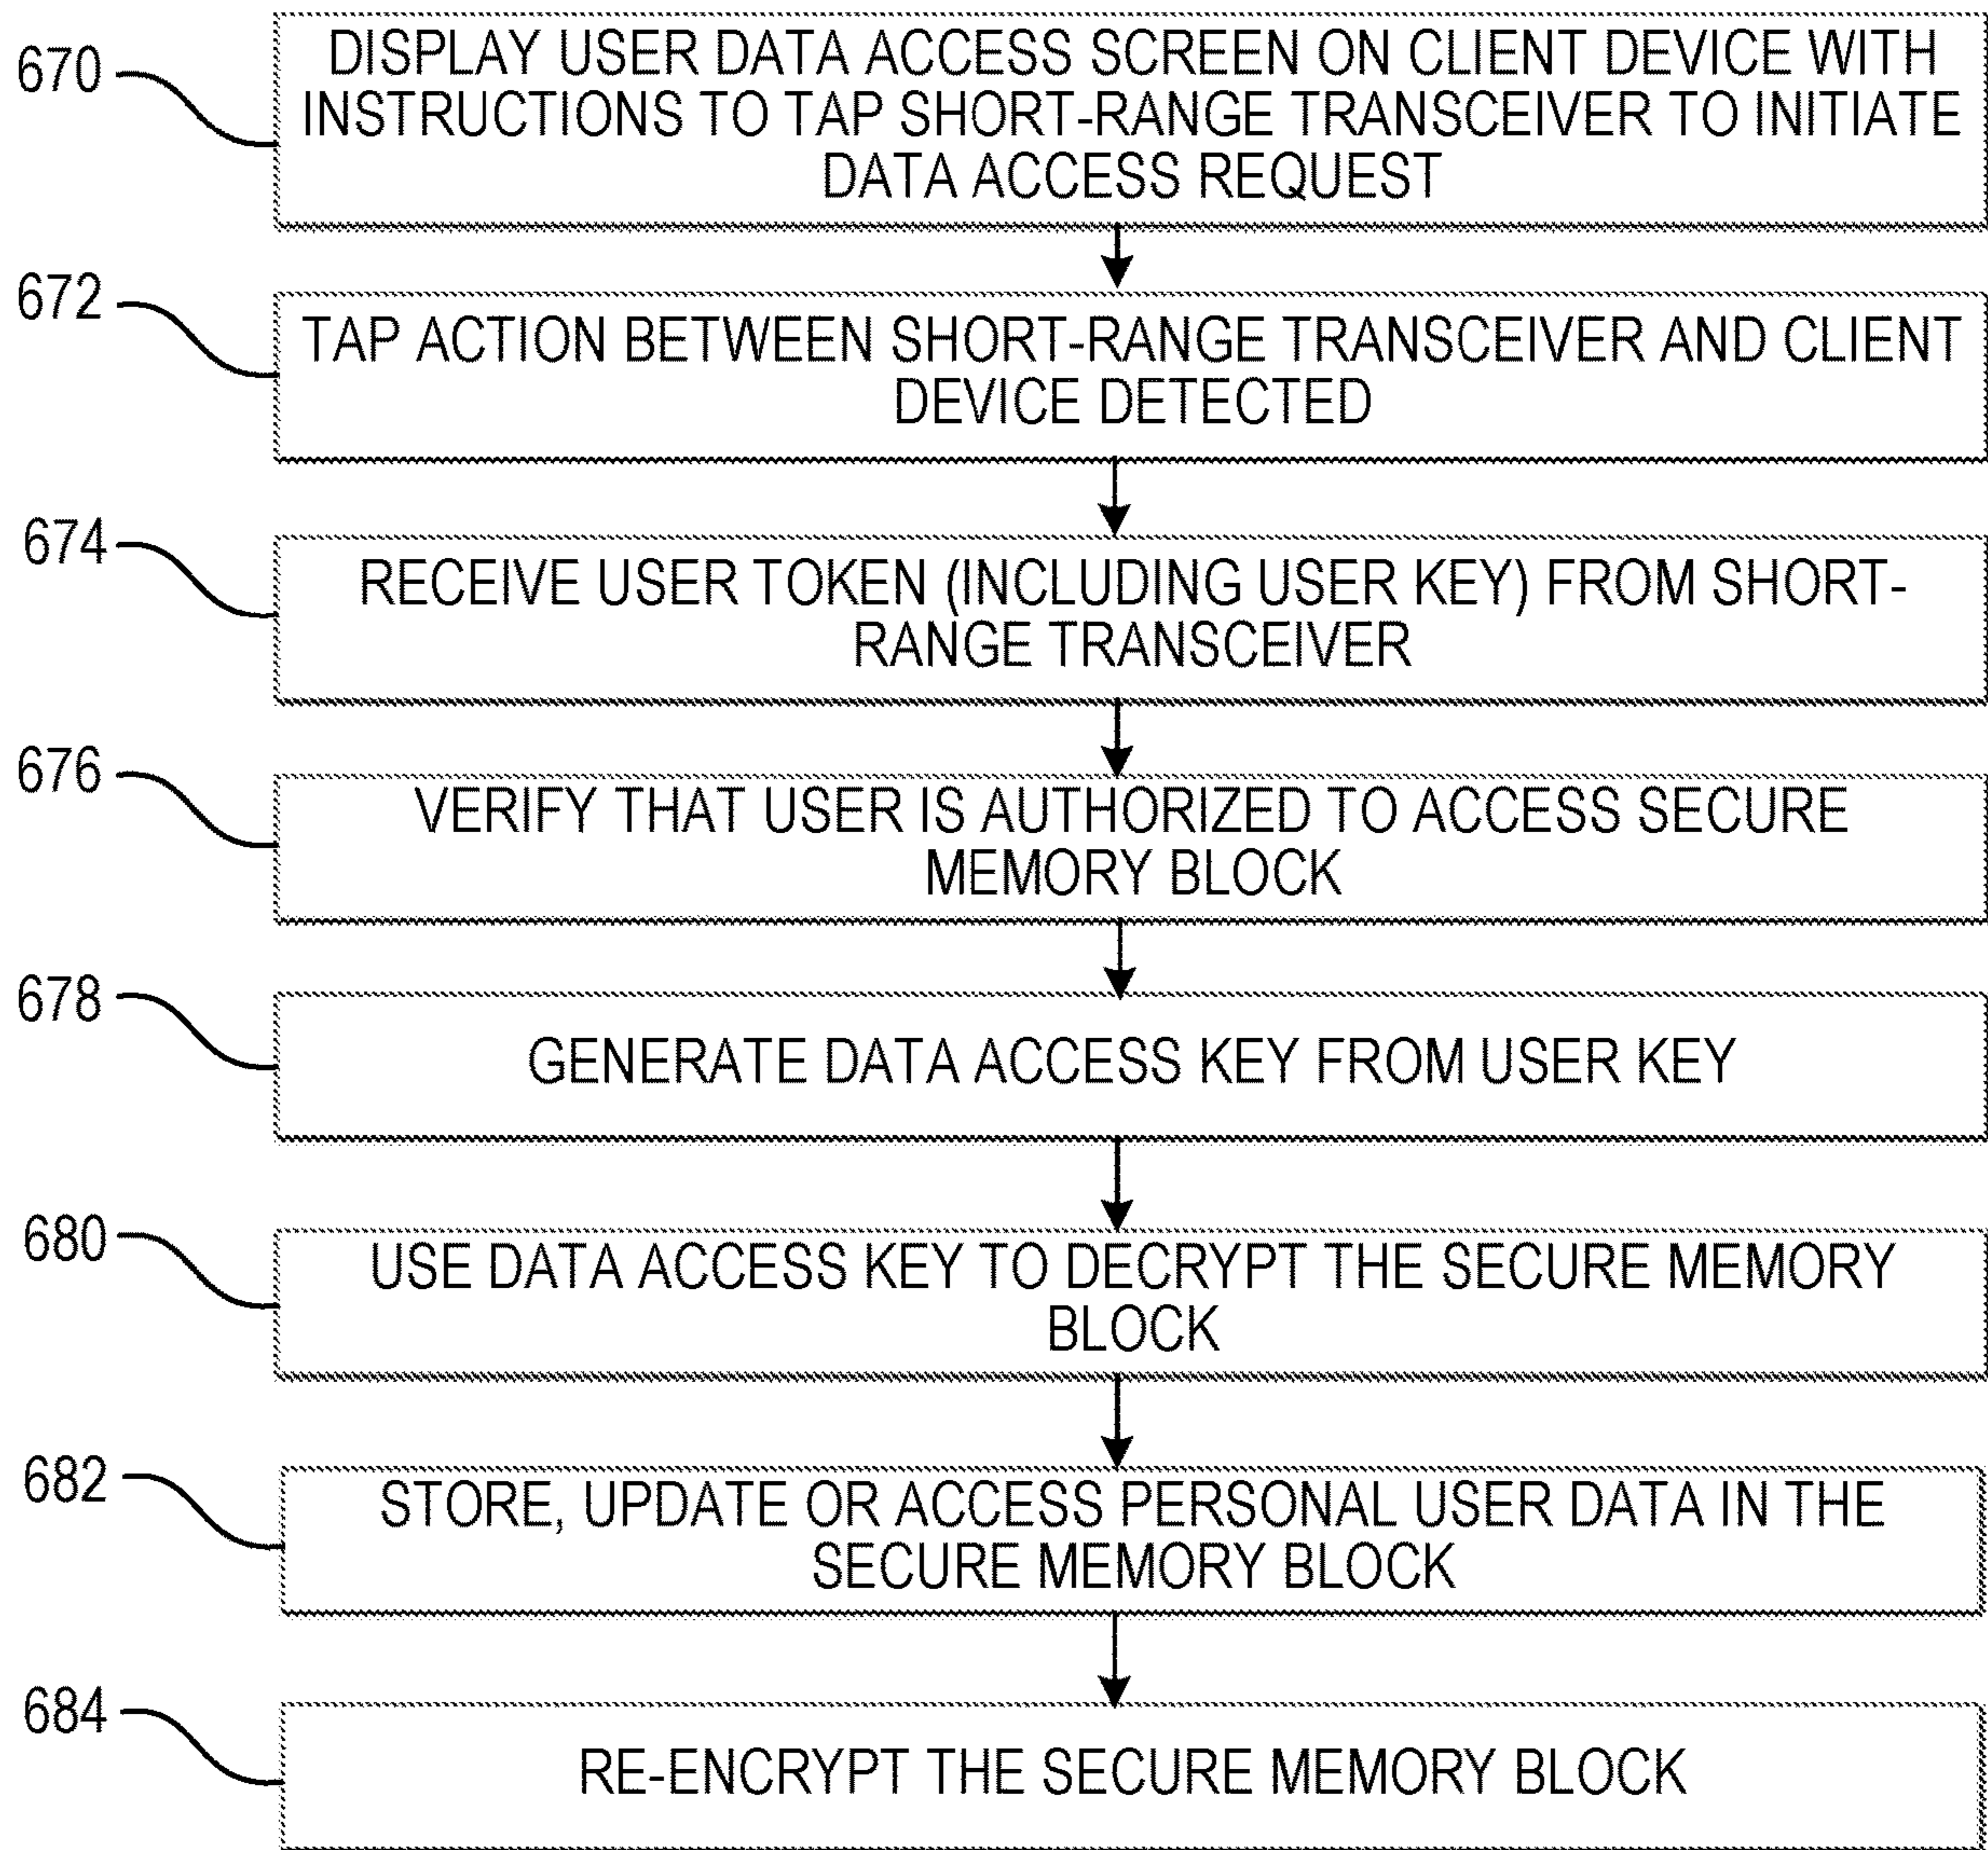 670
DISPLAY USER DATA ACCESS SCREEN ON CLIENT DEVICE WITH
INSTRUCTIONS TO TAP SHORT-RANGE TRANSCEIVER TO INITIATE
DATA ACCESS REQUEST
672
TAP ACTION BETWEEN SHORT-RANGE TRANSCEIVER AND CLIENT
DEVICE DETECTED
674
RECEIVE USER TOKEN (INCLUDING USER KEY) FROM SHORT-
RANGE TRANSCEIVER
676
VERIFY THAT USER IS AUTHORIZED TO ACCESS SECURE
MEMORY BLOCK
678
GENERATE DATA ACCESS KEY FROM USER KEY
680
USE DATA ACCESS KEY TO DECRYPT THE SECURE MEMORY
BLOCK
682
STORE, UPDATE OR ACCESS PERSONAL USER DATA IN THE
SECURE MEMORY BLOCK
684
RE-ENCRYPT THE SECURE MEMORY BLOCK